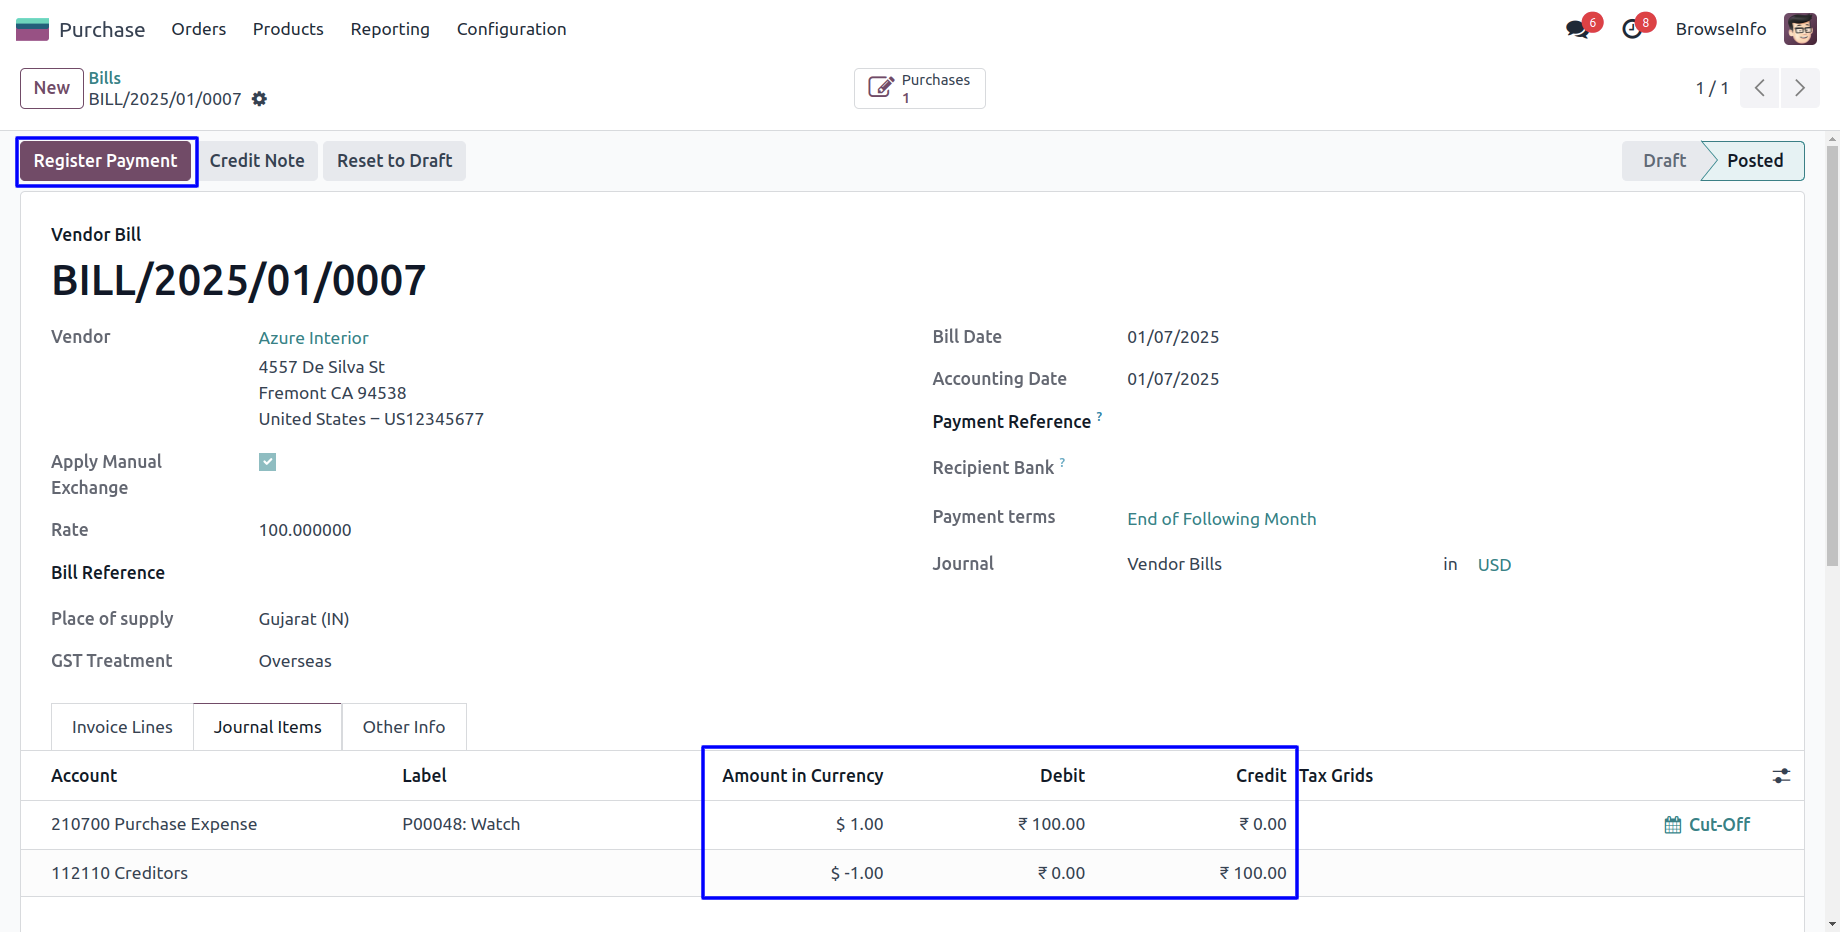 Purchase Orders Products Reporting Configuration 6 8 BrowseInfo
New Bills
BILL/2025/01/0007
Purchases
1
1 / 1
Register Payment Credit Note Reset to Draft Draft Posted
Vendor Bill
BILL/2025/01/0007
Vendor Azure Interior
4557 De Silva St
Fremont CA 94538
United States – US12345677
Apply Manual
Exchange
Rate 100.000000
Bill Reference
Place of supply Gujarat (IN)
GST Treatment Overseas
Bill Date 01/07/2025
Accounting Date 01/07/2025
Payment Reference ?
Recipient Bank ?
Payment terms End of Following Month
Journal Vendor Bills in USD
Invoice Lines Journal Items Other Info
Account Label Amount in Currency Debit Credit Tax Grids
210700 Purchase Expense P00048: Watch $ 1.00 ₹ 100.00 ₹ 0.00 Cut-Off
112110 Creditors $ -1.00 ₹ 0.00 ₹ 100.00